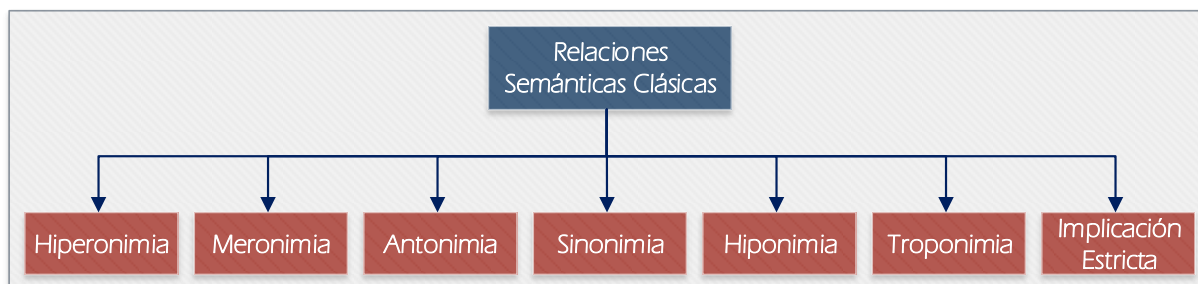 Relaciones
Semánticas Clásicas
Hiperonimia
Meronimia
Antonimia
Sinonimia
Hiponimia
Troponimia
Implicación
Estricta